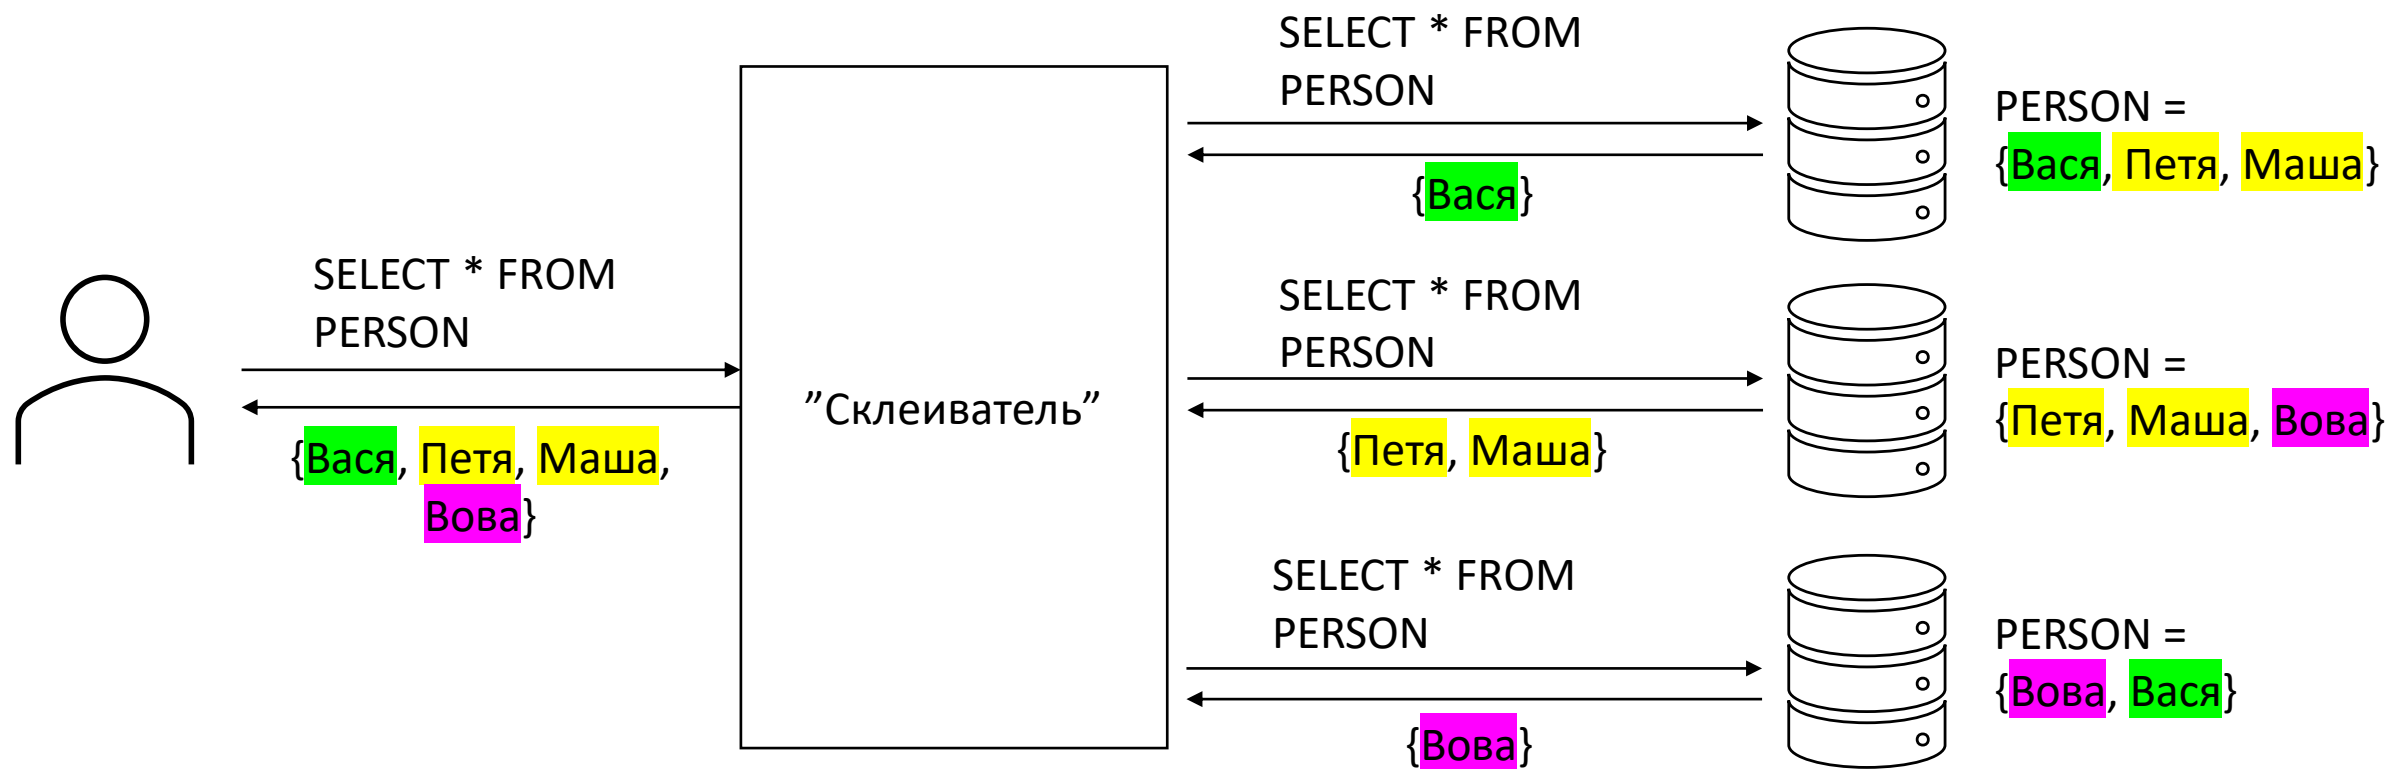 SELECT * FROM
PERSON
{Вася, Петя, Маша,
Вова}
”Склеиватель”
SELECT * FROM
PERSON
{Вася}
PERSON =
{Вася, Петя, Маша}
SELECT * FROM
PERSON
{Петя, Маша}
PERSON =
{Петя, Маша, Вова}
SELECT * FROM
PERSON
{Вова}
PERSON =
{Вова, Вася}